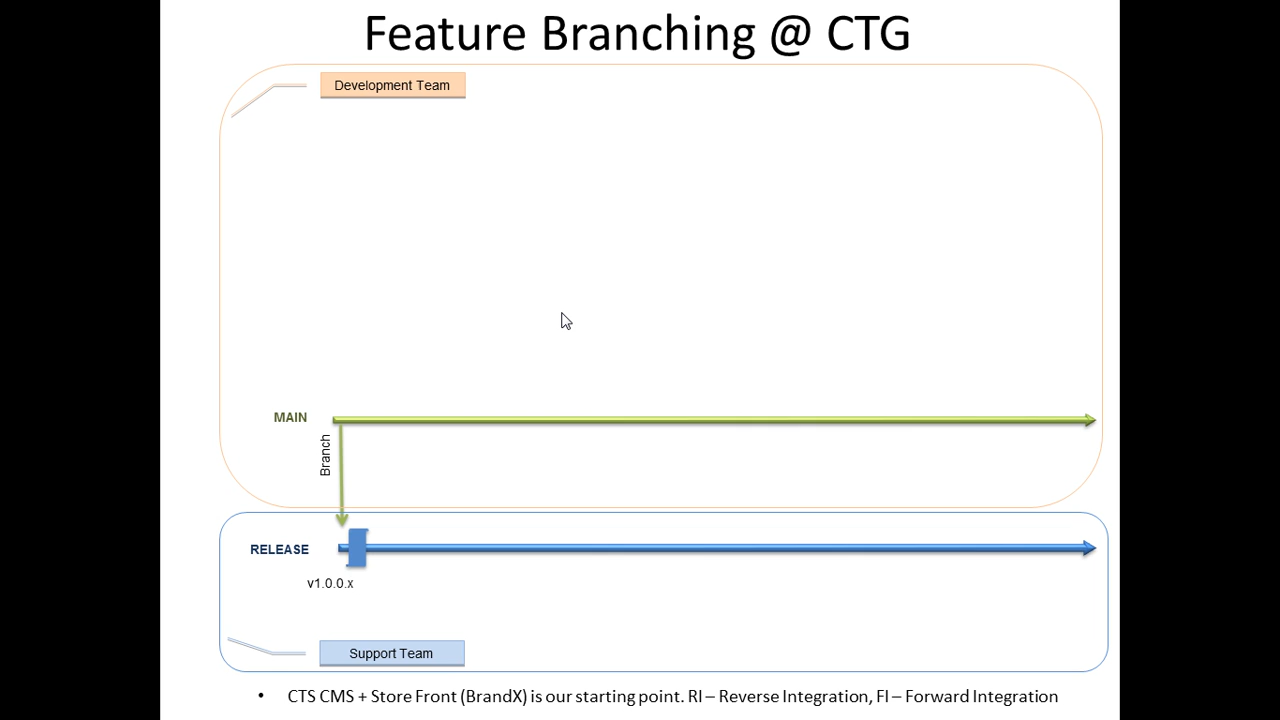 Feature Branching @ CTG
Development Team
MAIN
Branch
RELEASE
v1.0.0.x
Support Team
• CTS CMS + Store Front (BrandX) is our starting point. RI – Reverse Integration, FI – Forward Integration